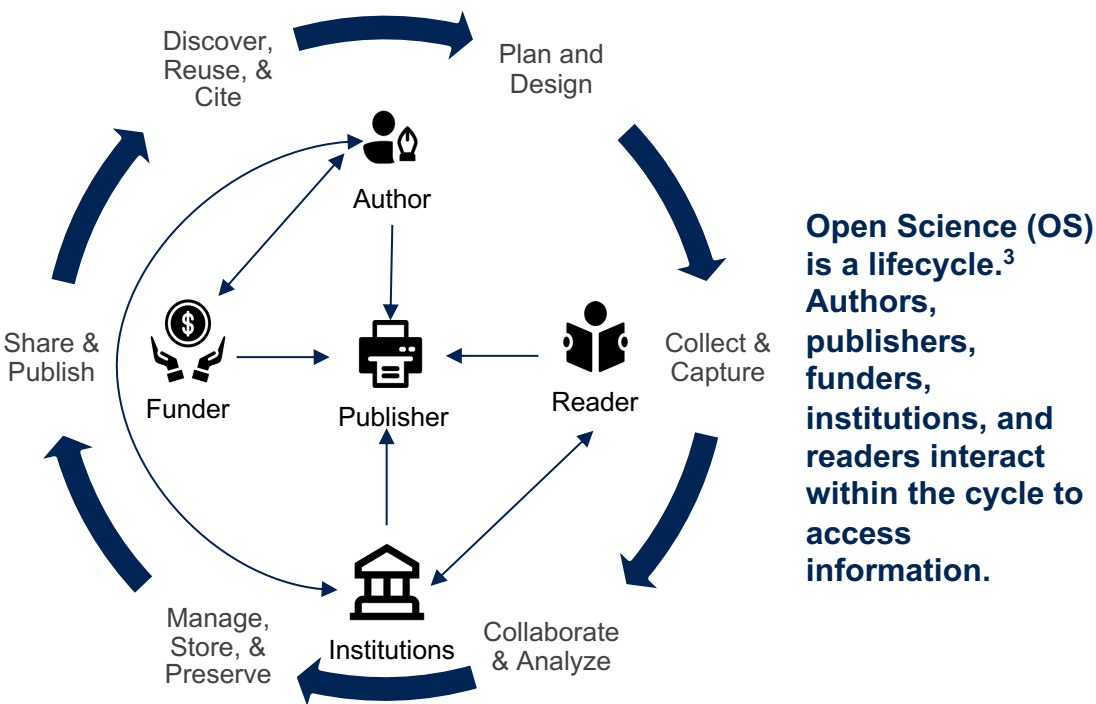 Discover,
Reuse, &
Cite
Plan and
Design
Author
Share &
Publish
Funder
$
Publisher
Reader
Collect &
Capture
Manage,
Store, &
Preserve
Institutions
Collaborate
& Analyze
Open Science (OS)
is a lifecycle.³
Authors,
publishers,
funders,
institutions, and
readers interact
within the cycle to
access
information.